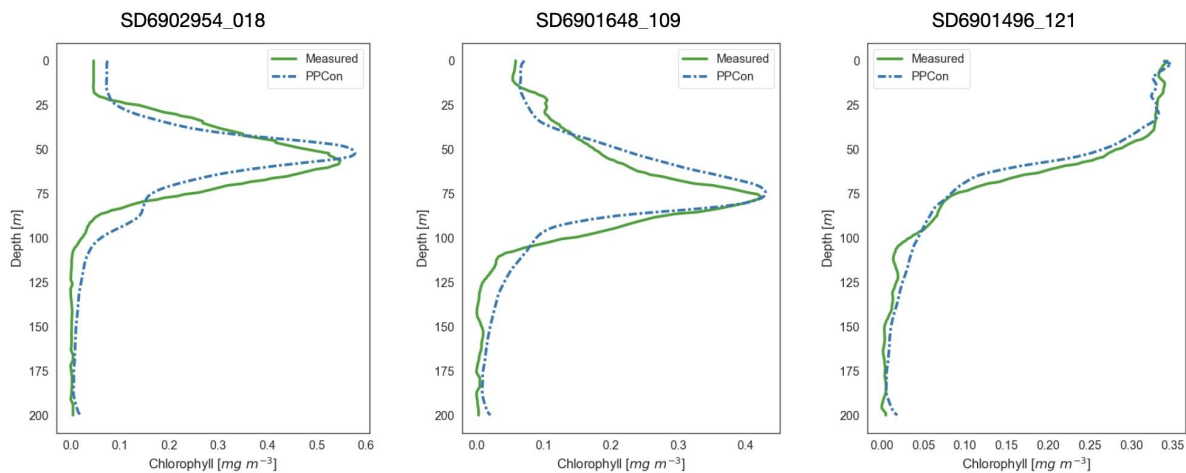 SD6902954_018
Measured
PPCon
0
25
50
75
100
125
150
175
200
Depth [m]
0.0 0.1 0.2 0.3 0.4 0.5 0.6
Chlorophyll [mg m⁻³]
SD6901648_109
Measured
PPCon
0
25
50
75
100
125
150
175
200
Depth [m]
0.0 0.1 0.2 0.3 0.4
Chlorophyll [mg m⁻³]
SD6901496_121
Measured
PPCon
0
25
50
75
100
125
150
175
200
Depth [m]
0.00 0.05 0.10 0.15 0.20 0.25 0.30 0.35
Chlorophyll [mg m⁻³]